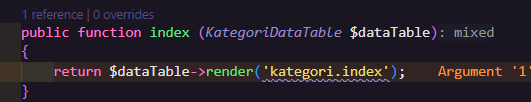 1 reference | 0 overrides
public function index (KategoriDataTable $dataTable): mixed
{
return $dataTable->render('kategori.index'); Argument '1'
}